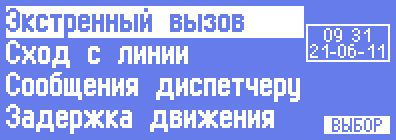 Экстренный вызов
09 31
21-06-11
Сход с линии
Сообщения диспетчеру
Задержка движения
ВЫБОР